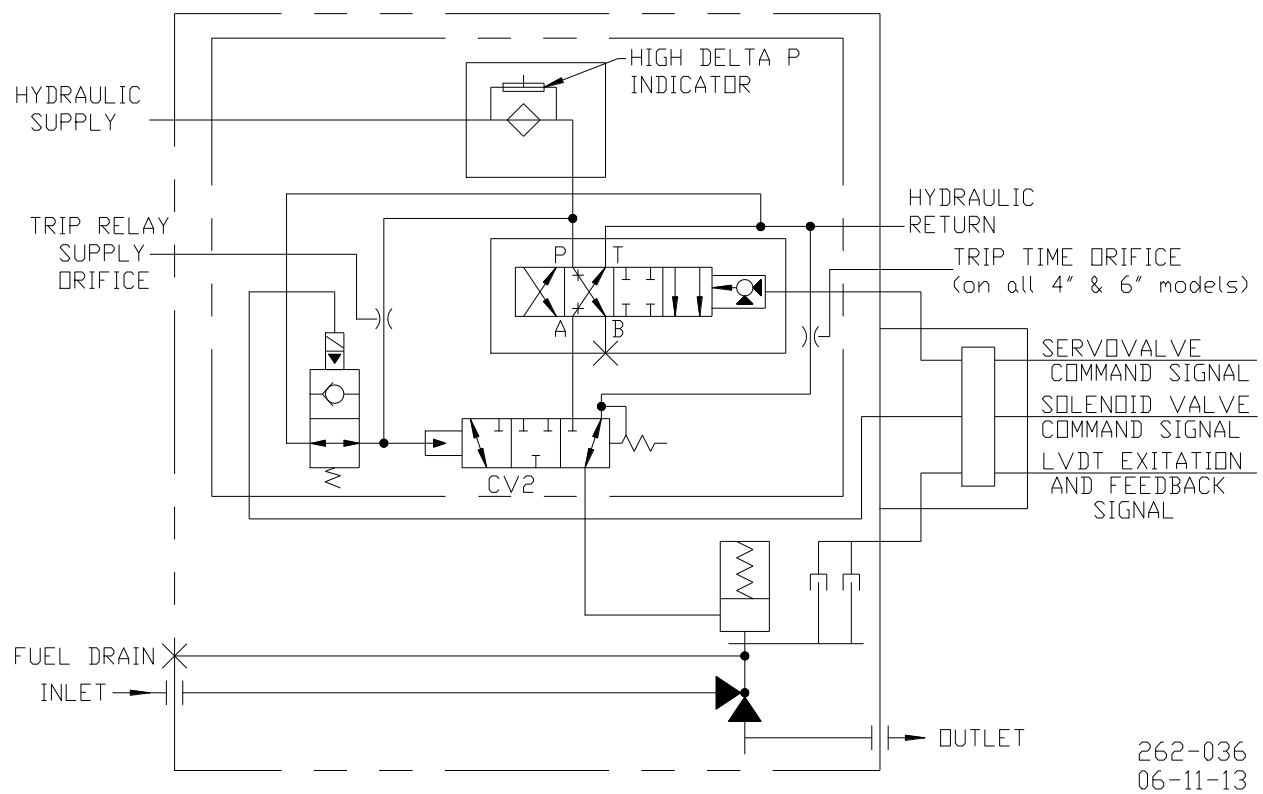 HIGH DELTA P
INDICATOR
HYDRAULIC
SUPPLY
HYDRAULIC
RETURN
TRIP RELAY
SUPPLY
ORIFICE
P T
TRIP TIME ORIFICE
(on all 4" & 6" models)
A B
SERVOVALVE
COMMAND SIGNAL
SOLENOID VALVE
COMMAND SIGNAL
LVDT EXITATION
AND FEEDBACK
SIGNAL
CV2
FUEL DRAIN
INLET
OUTLET
262-036
06-11-13